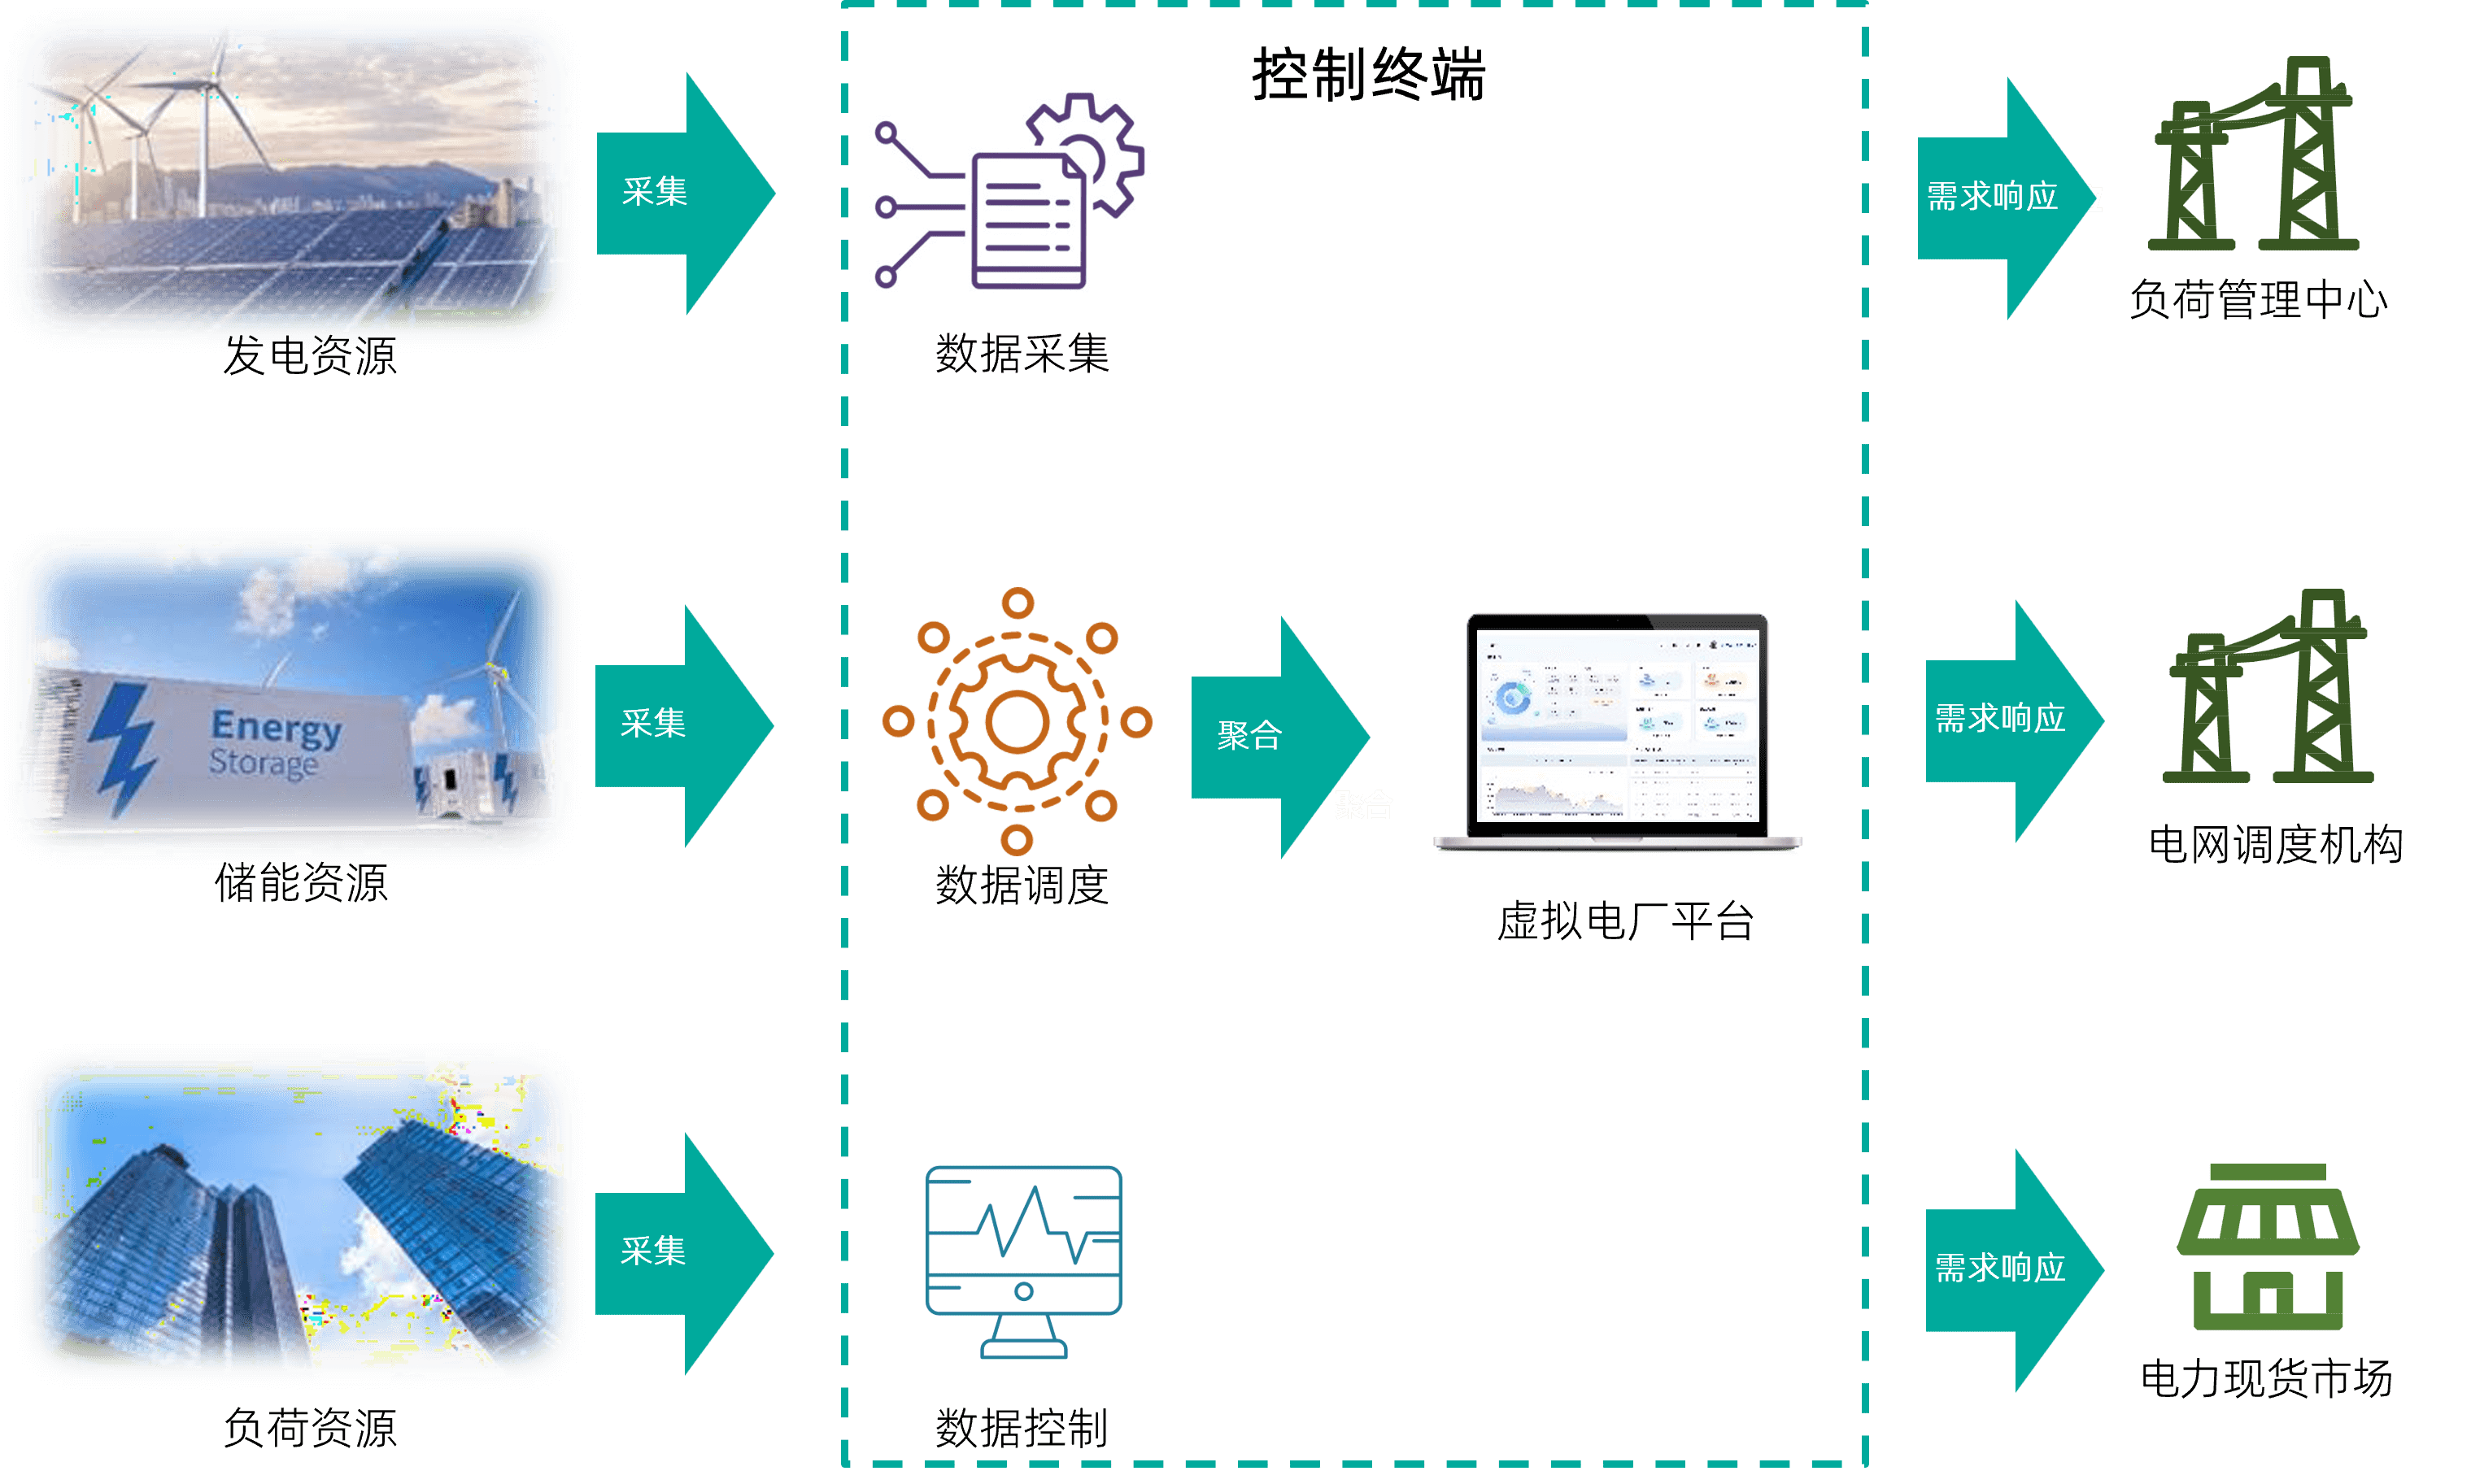 控制终端
采集
需求响应
负荷管理中心
发电资源
数据采集
Energy
Storage
采集
聚合
需求响应
储能资源
数据调度
虚拟电厂平台
电网调度机构
采集
需求响应
负荷资源
数据控制
电力现货市场